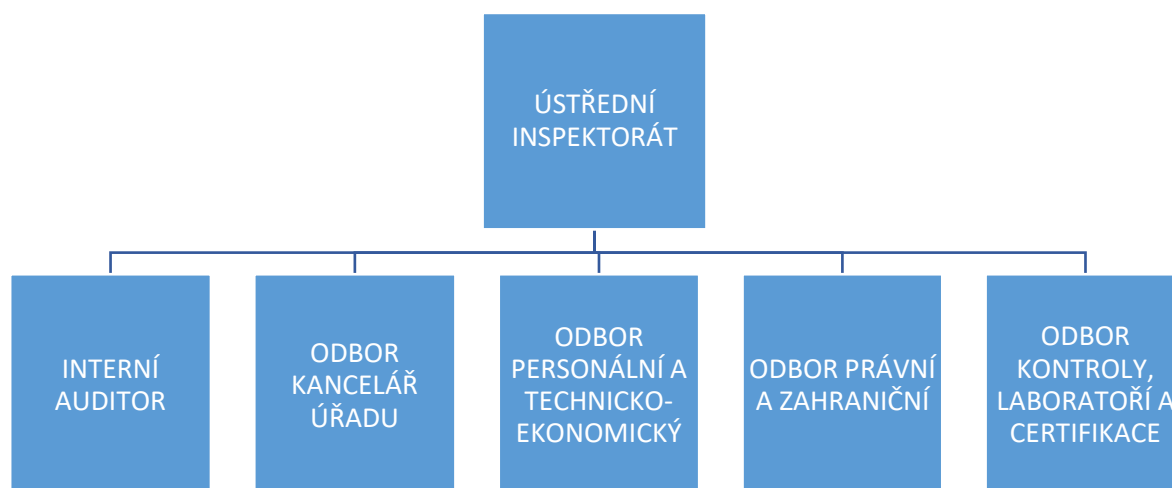 ÚSTŘEDNÍ
INSPEKTORÁT
INTERNÍ
AUDITOR
ODBOR
KANCELÁŘ
ÚŘADU
ODBOR
PERSONÁLNÍ A
TECHNICKO-
EKONOMICKÝ
ODBOR PRÁVNÍ
A ZAHRANIČNÍ
ODBOR
KONTROLY,
LABORATOŘÍ A
CERTIFIKACE